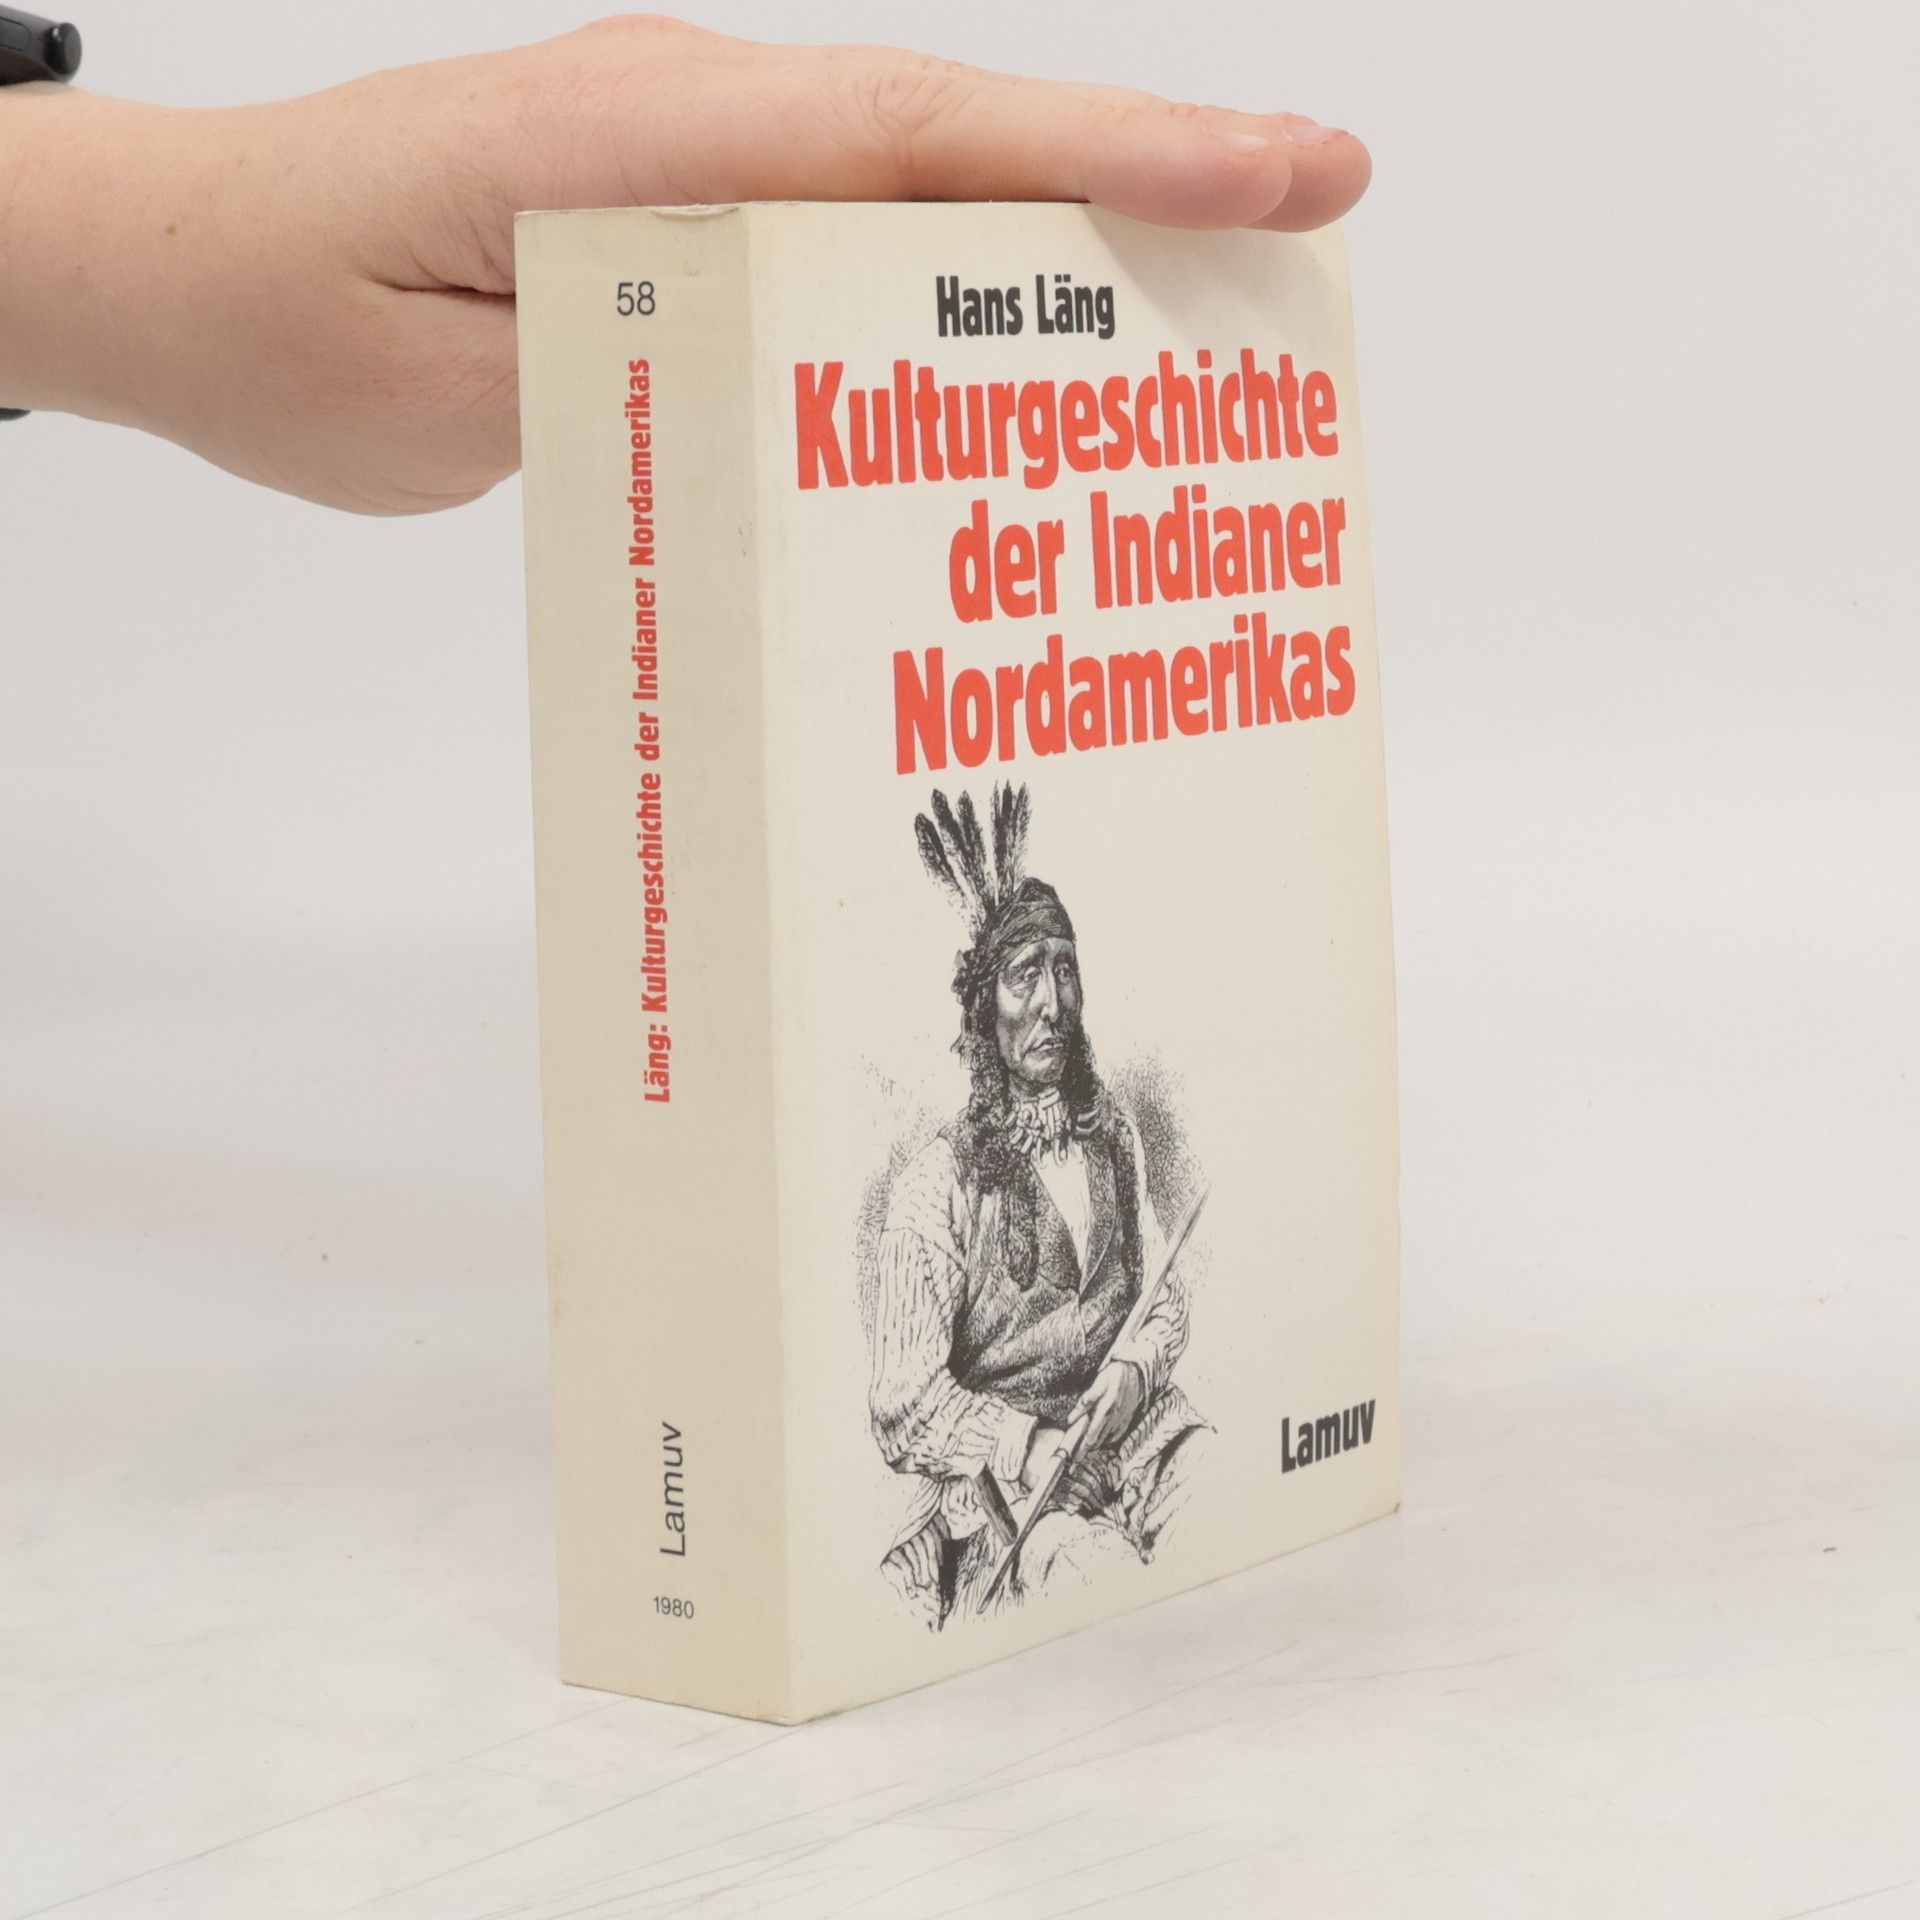 58
Läng: Kulturgeschichte der Indianer Nordamerikas
Lamuv
1980
Hans Läng
Kulturgeschichte
der Indianer
Nordamerikas
Lamuv